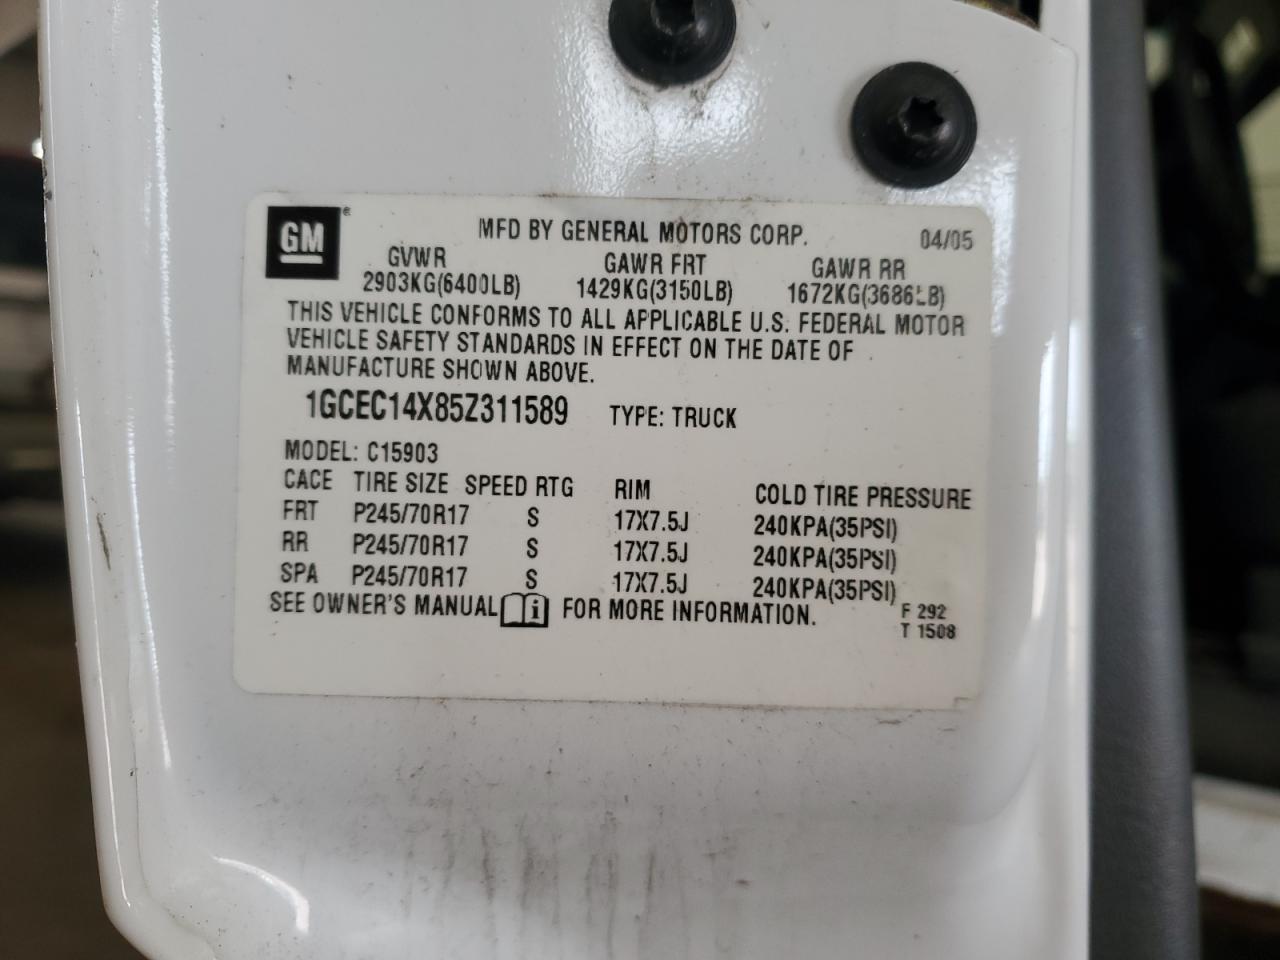 GM® MFD BY GENERAL MOTORS CORP. 04/05
GVWR GAWR FRT GAWR RR
2903KG(6400LB) 1429KG(3150LB) 1672KG(3686LB)
THIS VEHICLE CONFORMS TO ALL APPLICABLE U.S. FEDERAL MOTOR
VEHICLE SAFETY STANDARDS IN EFFECT ON THE DATE OF
MANUFACTURE SHOWN ABOVE.
1GCEC14X85Z311589 TYPE: TRUCK
MODEL: C15903
CACE TIRE SIZE SPEED RTG RIM COLD TIRE PRESSURE
FRT P245/70R17 S 17X7.5J 240KPA(35PSI)
RR P245/70R17 S 17X7.5J 240KPA(35PSI)
SPA P245/70R17 S 17X7.5J 240KPA(35PSI)
SEE OWNER'S MANUAL i FOR MORE INFORMATION.
F 292
T 1508